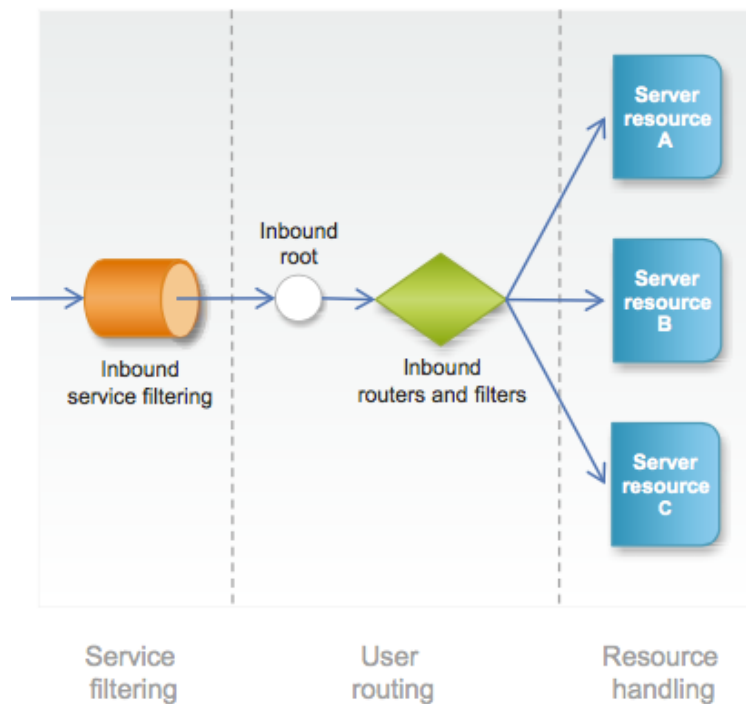 Server
resource
A
Inbound
root
Server
resource
B
Inbound
service filtering
Inbound
routers and filters
Server
resource
C
Service
filtering
User
routing
Resource
handling